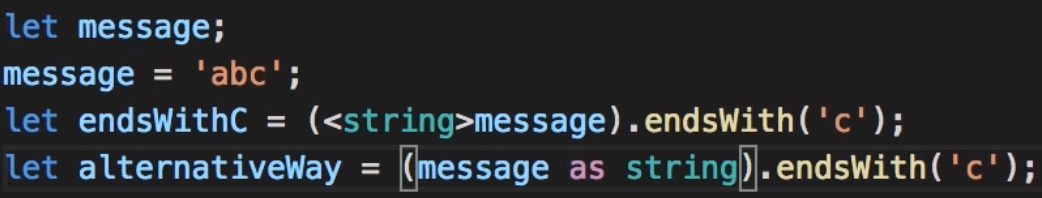 let message;
message = 'abc';
let endsWithC = (<string>message).endsWith('c');
let alternativeWay = (message as string).endsWith('c');